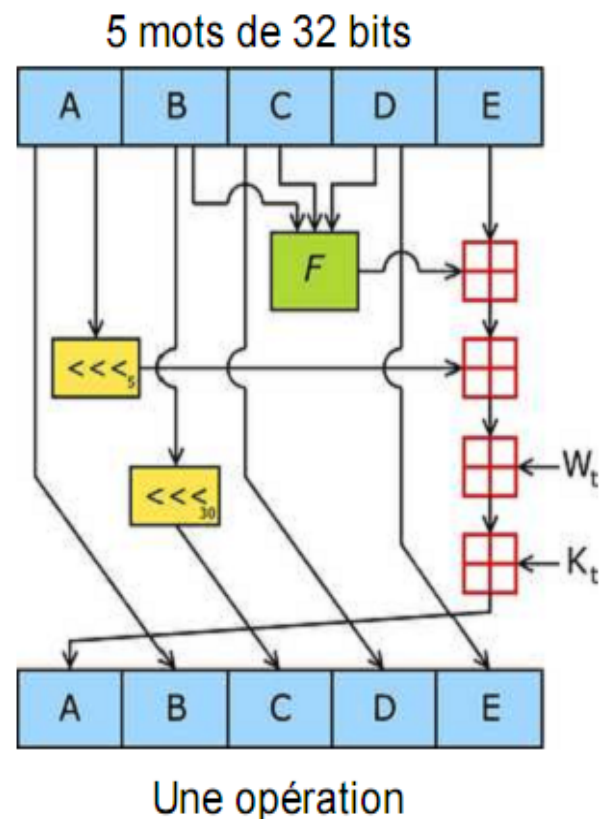 5 mots de 32 bits
A B C D E
F
<<<5
<<<30
Wt
Kt
A B C D E
Une opération